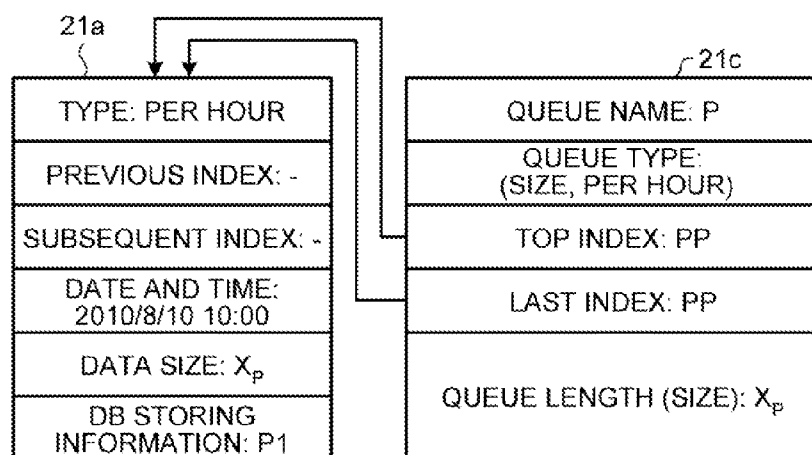 21a
TYPE: PER HOUR
PREVIOUS INDEX: -
SUBSEQUENT INDEX: -
DATE AND TIME:
2010/8/10 10:00
DATA SIZE: Xp
DB STORING
INFORMATION: P1
21c
QUEUE NAME: P
QUEUE TYPE:
(SIZE, PER HOUR)
TOP INDEX: PP
LAST INDEX: PP
QUEUE LENGTH (SIZE): Xp